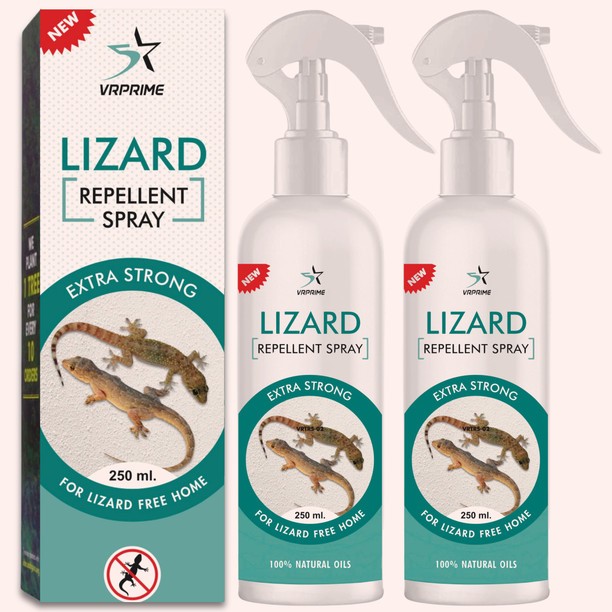 NEW
VRPRIME
LIZARD
REPELLENT
SPRAY
EXTRA STRONG
250 ml.
FOR LIZARD FREE HOME
WE
PLANT
1 TREE
FOR
EVERY
10
ORDERS
NEW
VRPRIME
LIZARD
REPELLENT SPRAY
EXTRA STRONG
250 ml.
FOR LIZARD FREE HOME
100% NATURAL OILS
NEW
VRPRIME
LIZARD
REPELLENT SPRAY
EXTRA STRONG
250 ml.
FOR LIZARD FREE HOME
100% NATURAL OILS